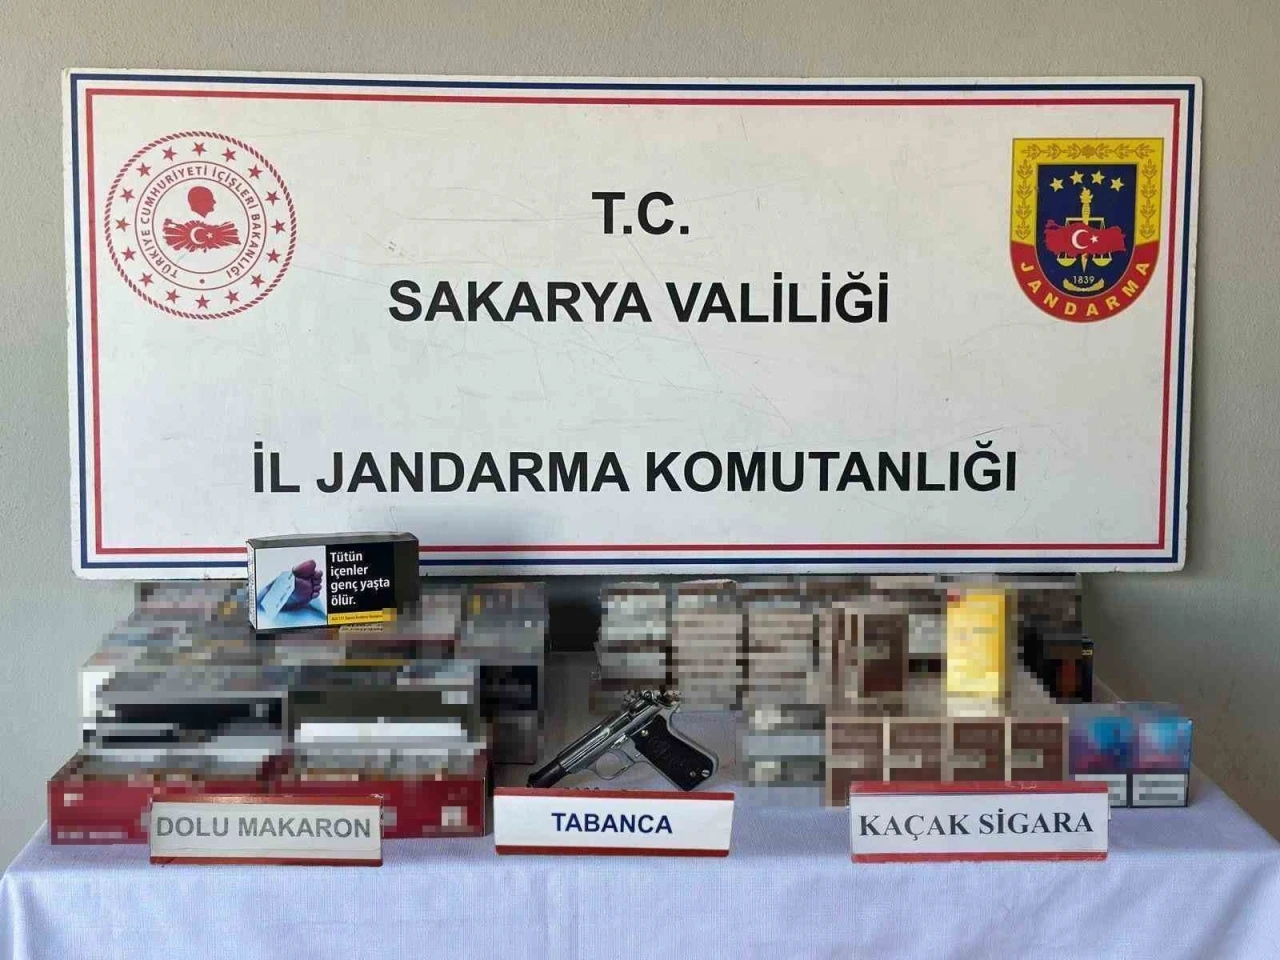 T.C.
SAKARYA VALİLİĞİ
İL JANDARMA KOMUTANLIĞI
TÜRKİYE CUMHURİYETİ İÇİŞLERİ BAKANLIĞI
1839
JANDARMA
Tütün
içenler
genç yaşta
ölür.
DOLU MAKARON
TABANCA
KAÇAK SİGARA